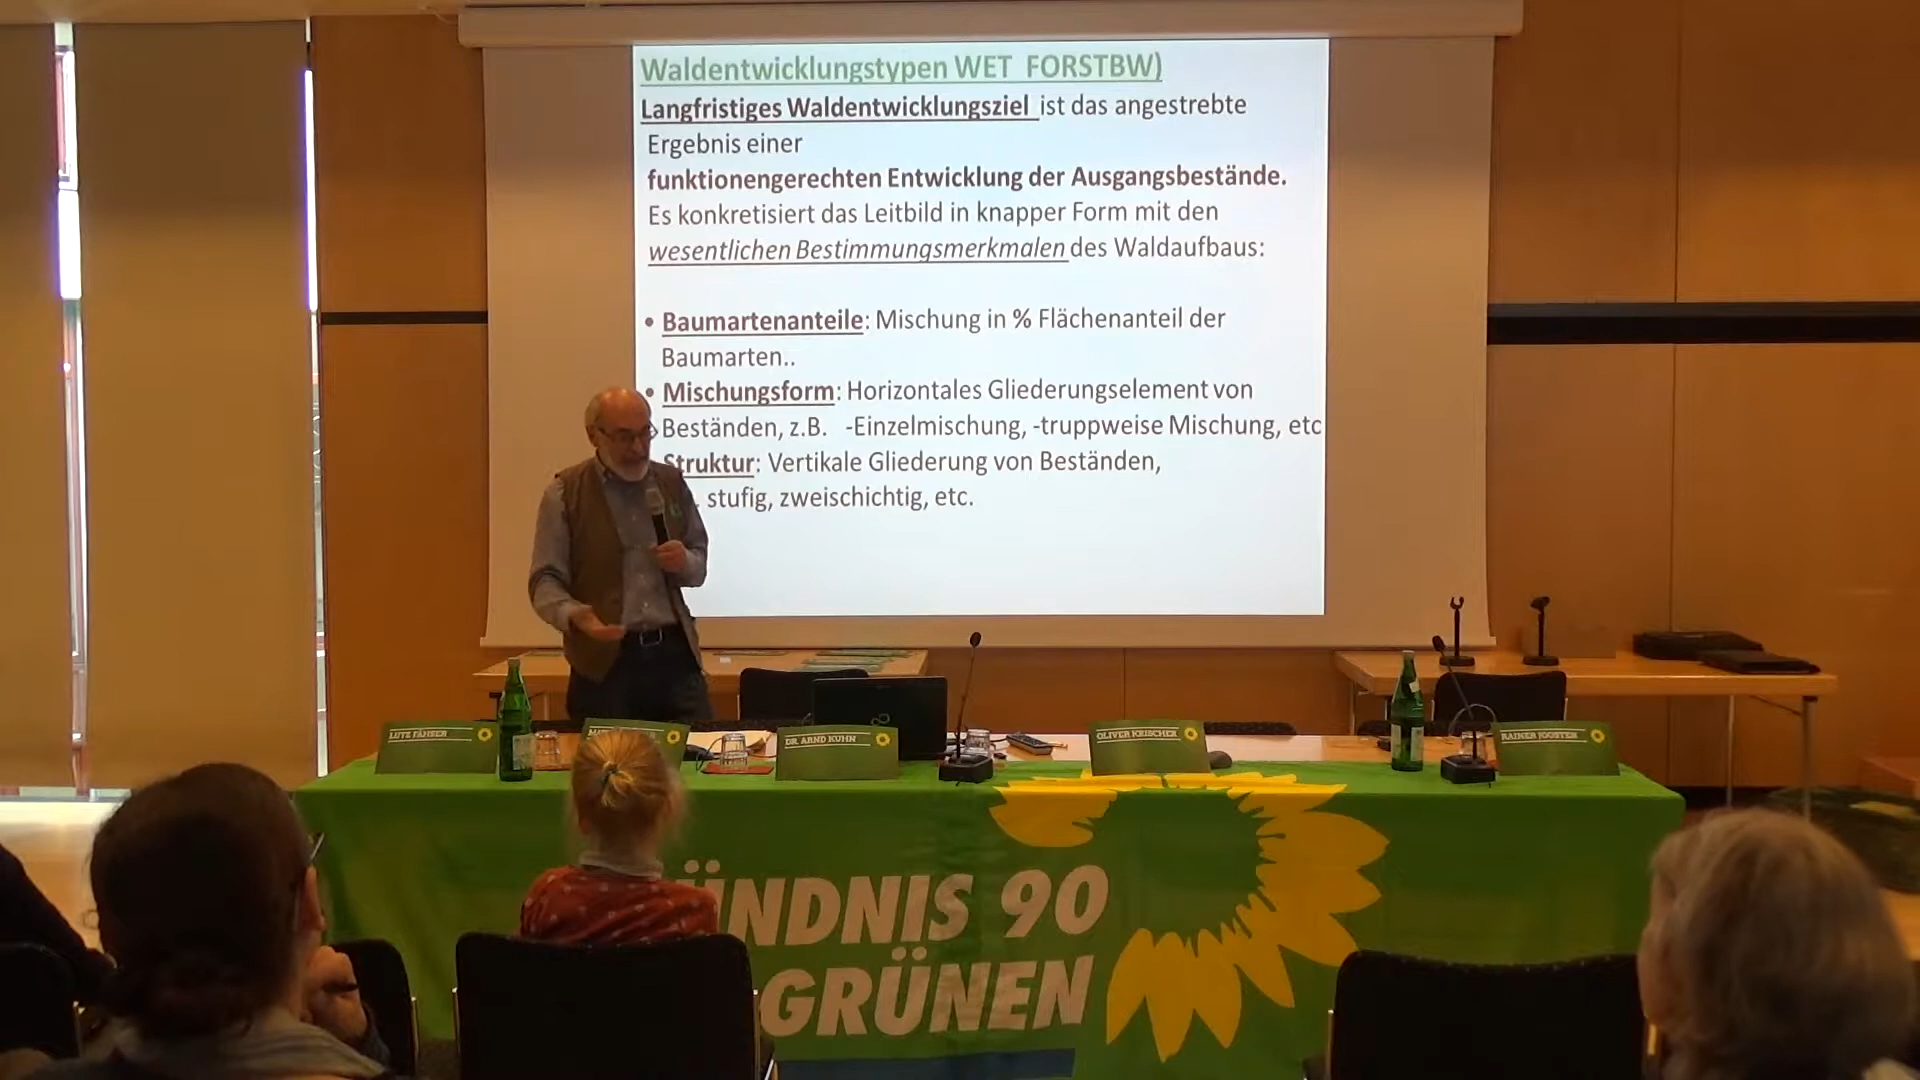 Waldentwicklungstypen WET FORSTBW)
Langfristiges Waldentwicklungsziel ist das angestrebte
Ergebnis einer
funktionengerechten Entwicklung der Ausgangsbestände.
Es konkretisiert das Leitbild in knapper Form mit den
wesentlichen Bestimmungsmerkmalen des Waldaufbaus:
• Baumartenanteile: Mischung in % Flächenanteil der
Baumarten..
• Mischungsform: Horizontales Gliederungselement von
Beständen, z.B. -Einzelmischung, -truppweise Mischung, etc
Struktur: Vertikale Gliederung von Beständen,
. stufig, zweischichtig, etc.
LUTZ FÄHSER
DR. ARND KÜHN
OLIVER KRISCHER
RAINER JOOSTEN
ÜNDNIS 90
GRÜNEN